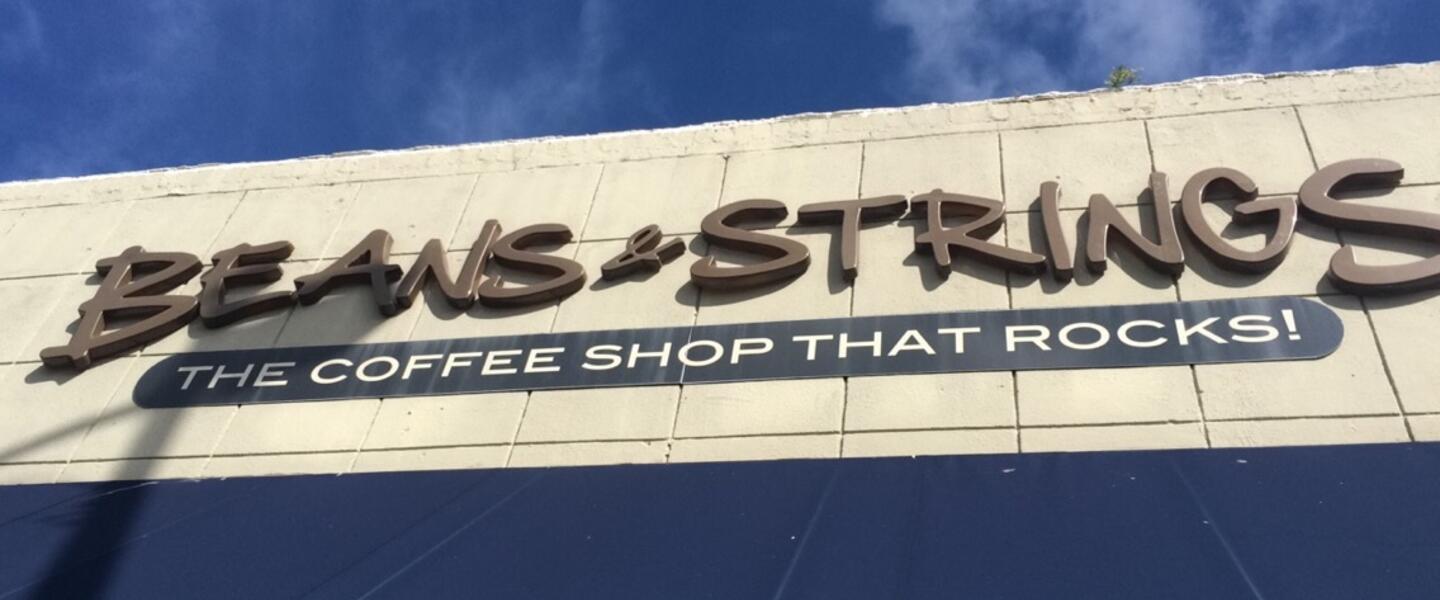 BEANS & STRINGS
THE COFFEE SHOP THAT ROCKS!